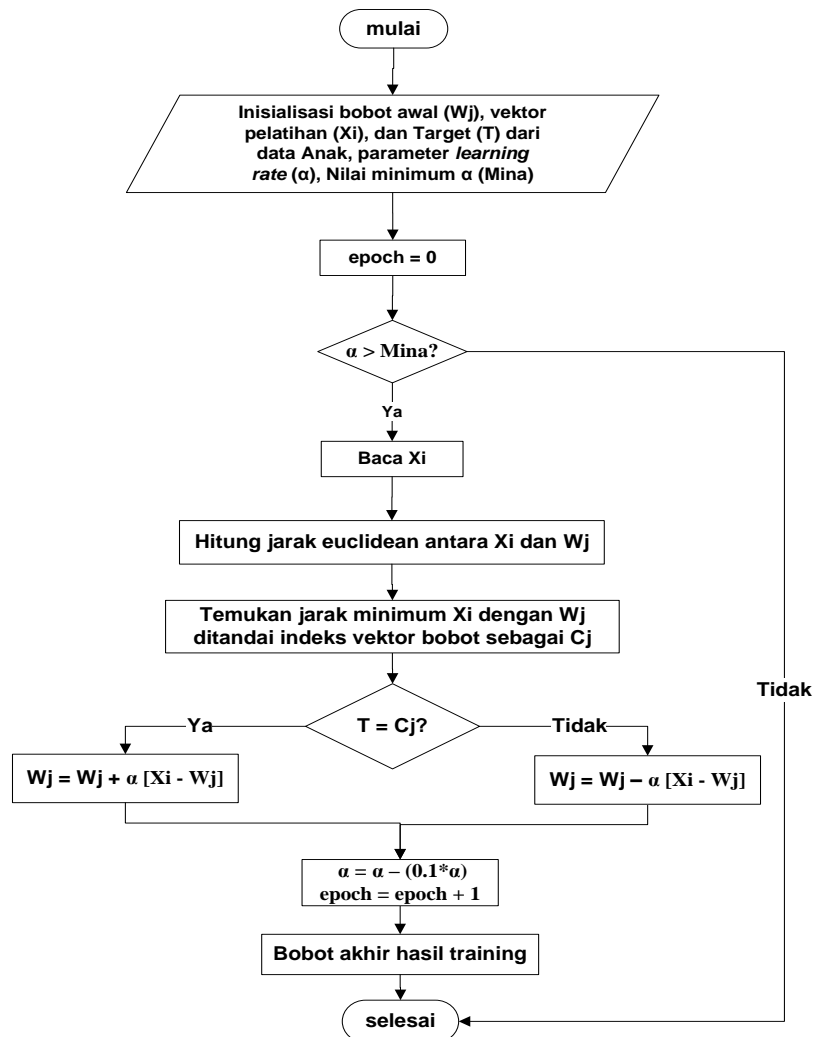 mulai
Inisialisasi bobot awal (Wj), vektor
pelatihan (Xi), dan Target (T) dari
data Anak, parameter learning
rate (α), Nilai minimum α (Mina)
epoch = 0
α > Mina?
Ya
Baca Xi
Hitung jarak euclidean antara Xi dan Wj
Temukan jarak minimum Xi dengan Wj
ditandai indeks vektor bobot sebagai Cj
Tidak
T = Cj?
Ya
Tidak
Wj = Wj + α [Xi - Wj]
Wj = Wj – α [Xi - Wj]
α = α – (0.1*α)
epoch = epoch + 1
Bobot akhir hasil training
selesai